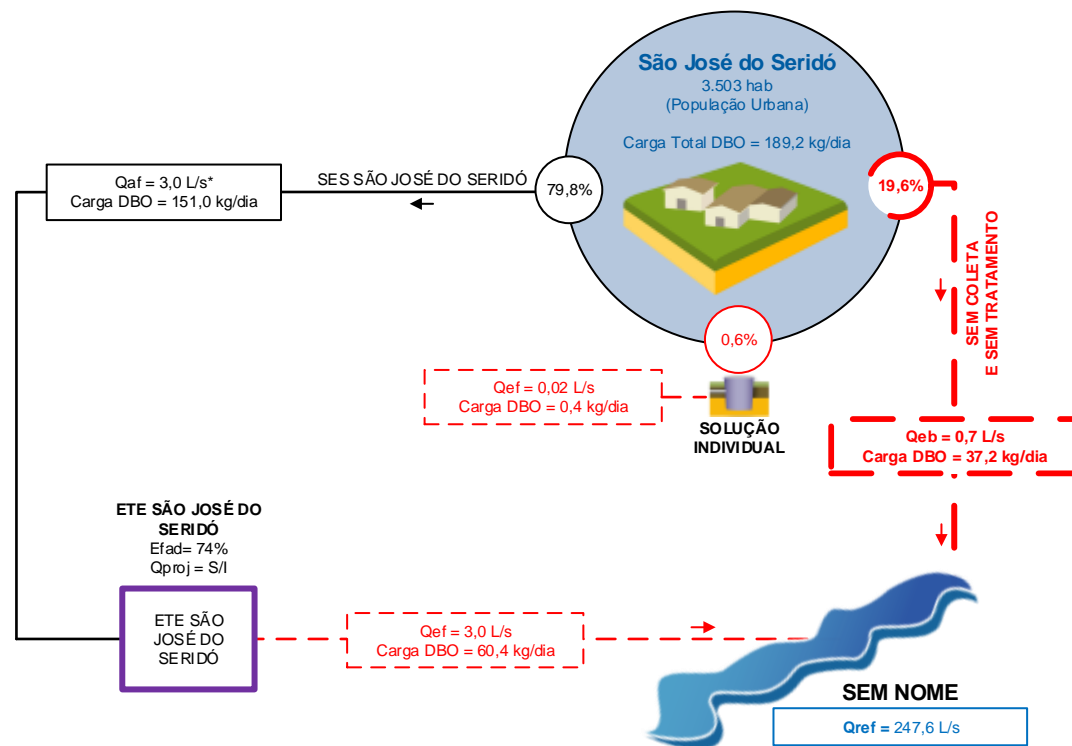 São José do Seridó
3.503 hab
(População Urbana)
Carga Total DBO = 189,2 kg/dia
Qaf = 3,0 L/s*
Carga DBO = 151,0 kg/dia
SES SÃO JOSÉ DO SERIDÓ
79,8%
19,6%
SEM COLETA
E SEM TRATAMENTO
0,6%
Qef = 0,02 L/s
Carga DBO = 0,4 kg/dia
SOLUÇÃO
INDIVIDUAL
Qeb = 0,7 L/s
Carga DBO = 37,2 kg/dia
ETE SÃO JOSÉ DO
SERIDÓ
Efad= 74%
Qproj = S/I
ETE SÃO
JOSÉ DO
SERIDÓ
Qef = 3,0 L/s
Carga DBO = 60,4 kg/dia
SEM NOME
Qref = 247,6 L/s